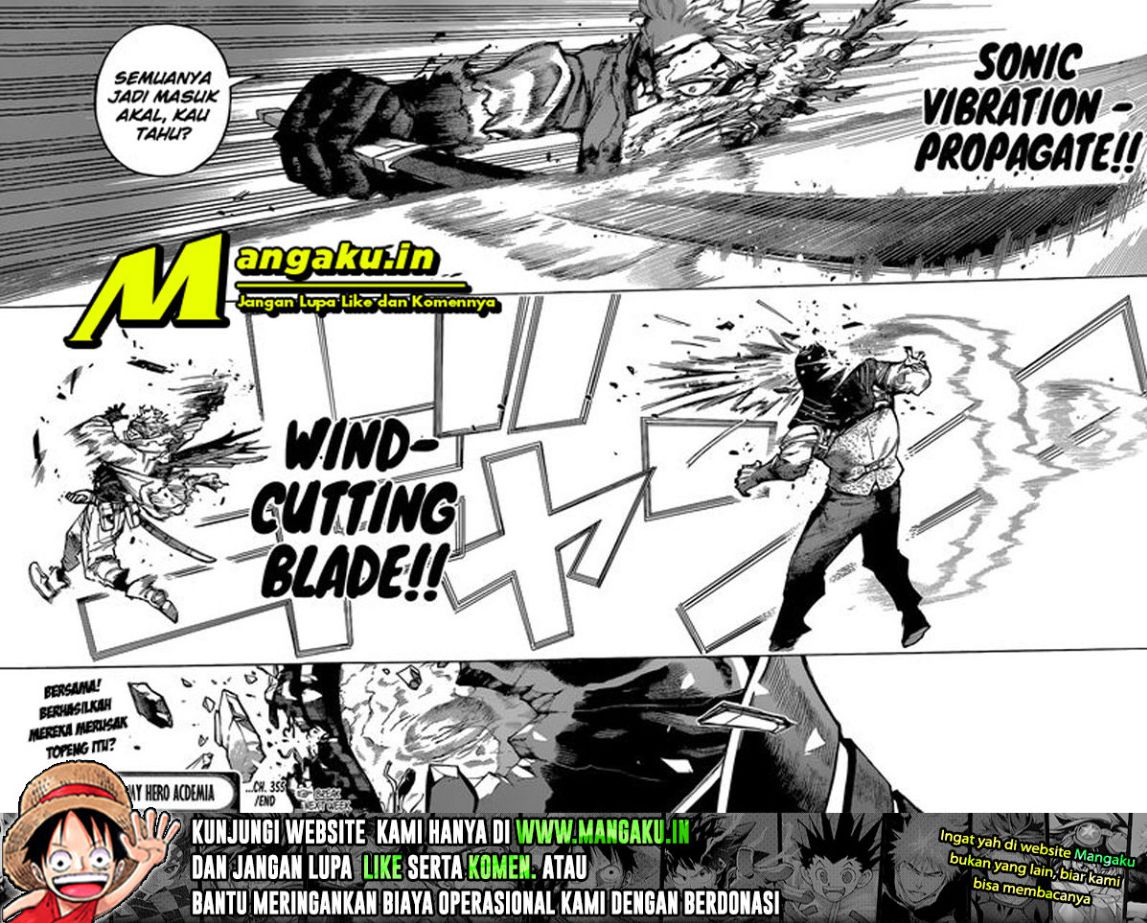 SEMUANYA
JADI MASUK
AKAL, KAU
TAHU?
SONIC
VIBRATION -
PROPAGATE!!
Mangaku.in
Jangan Lupa Like dan Komennya
WIND-
CUTTING
BLADE!!
BERSAMA!
BERHASILKAH
MEREKA MERUSAK
TOPENG ITU?
AY HERO ACDEMIA
...CH. 355
/END
BREAK
NEXT WEEK
KUNJUNGI WEBSITE KAMI HANYA DI WWW.MANGAKU.IN
DAN JANGAN LUPA LIKE SERTA KOMEN. ATAU
BANTU MERINGANKAN BIAYA OPERASIONAL KAMI DENGAN BERDONASI
Ingat yah di website Mangaku
bukan yang lain, biar kami
bisa membacanya